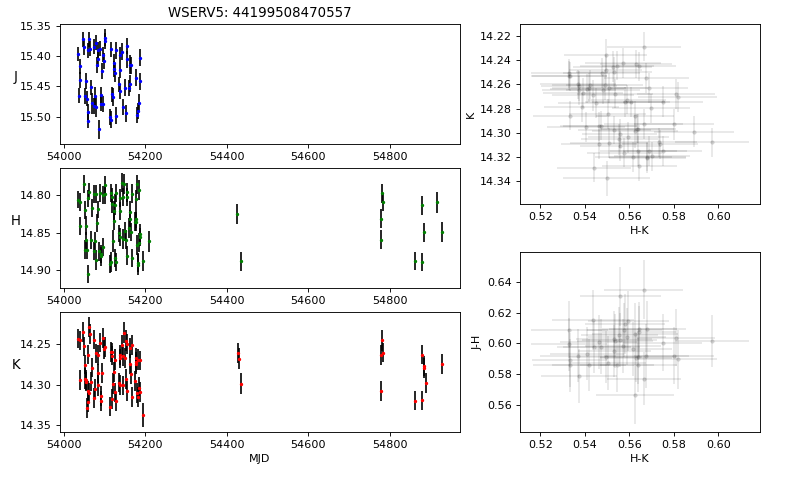 WSERV5: 44199508470557
15.35
15.40
15.45
15.50
J
54000 54200 54400 54600 54800
14.80
14.85
14.90
H
54000 54200 54400 54600 54800
14.25
14.30
14.35
K
54000 54200 54400 54600 54800
MJD
14.22
14.24
14.26
14.28
14.30
14.32
14.34
K
0.52 0.54 0.56 0.58 0.60
H-K
0.64
0.62
0.60
0.58
0.56
J-H
0.52 0.54 0.56 0.58 0.60
H-K